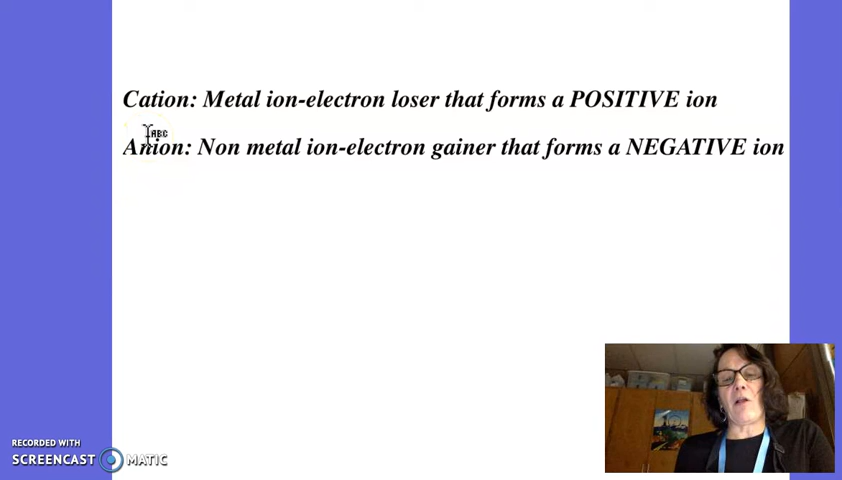 Cation: Metal ion-electron loser that forms a POSITIVE ion
ABC
Anion: Non metal ion-electron gainer that forms a NEGATIVE ion
RECORDED WITH
SCREENCAST MATIC